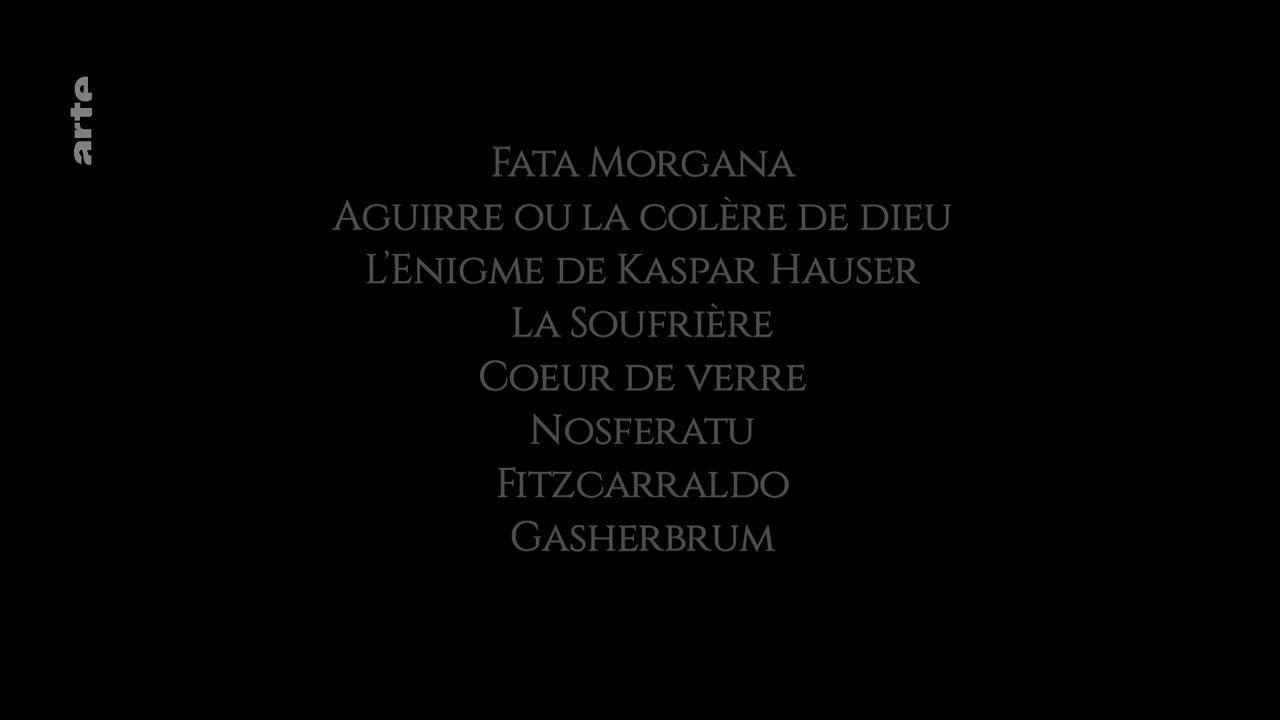 arte
Fata Morgana
Aguirre ou la colère de dieu
L'Enigme de Kaspar Hauser
La Soufrière
Coeur de verre
Nosferatu
Fitzcarraldo
Gasherbrum